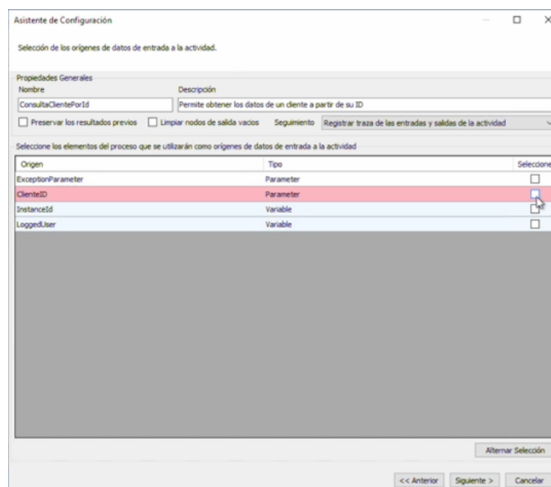 Asistente de Configuración
Selección de los orígenes de datos de entrada a la actividad.
Propiedades Generales
Nombre Descripción
ConsultaClientePorId Permite obtener los datos de un cliente a partir de su ID
Preservar los resultados previos Limpiar nodos de salida vacios Seguimiento Registrar traza de las entradas y salidas de la actividad
Seleccione los elementos del proceso que se utilizarán como orígenes de datos de entrada a la actividad
Origen Tipo Seleccione
ExceptionParameter Parameter
ClienteID Parameter
InstanceId Variable
LoggedUser Variable
Alternar Selección
<< Anterior Siguiente > Cancelar